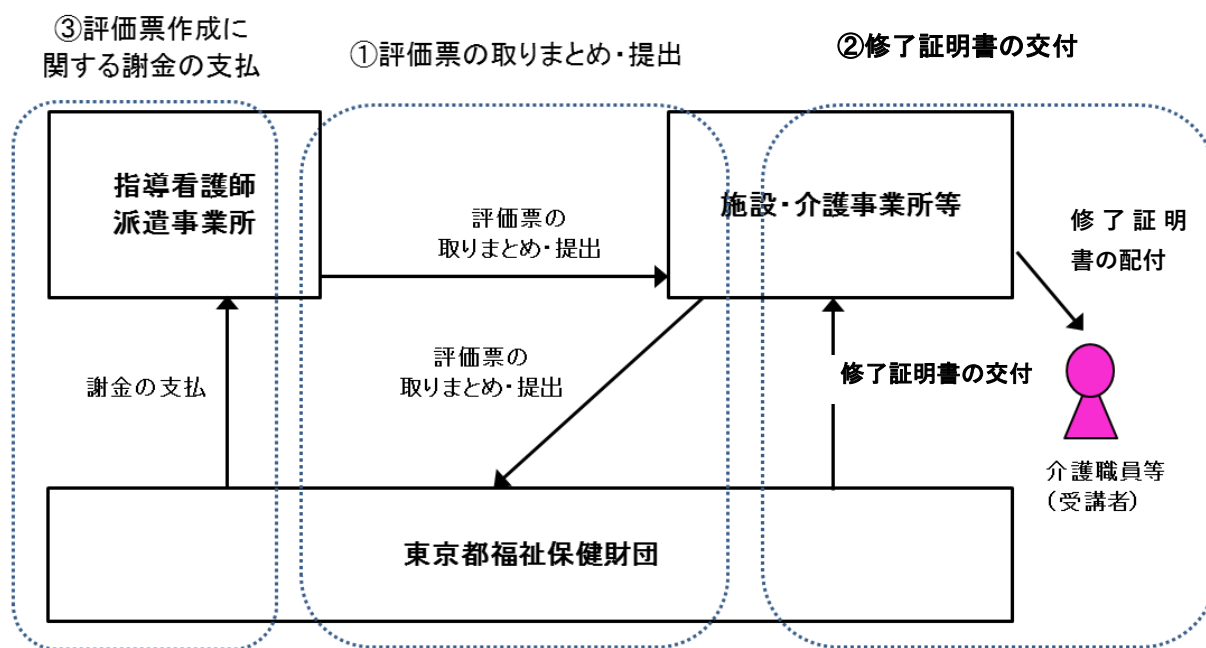 ③評価票作成に
関する謝金の支払
①評価票の取りまとめ・提出
②修了証明書の交付
指導看護師
派遣事業所
評価票の
取りまとめ・提出
施設・介護事業所等
修了証明
書の配付
謝金の支払
評価票の
取りまとめ・提出
修了証明書の交付
介護職員等
（受講者）
東京都福祉保健財団